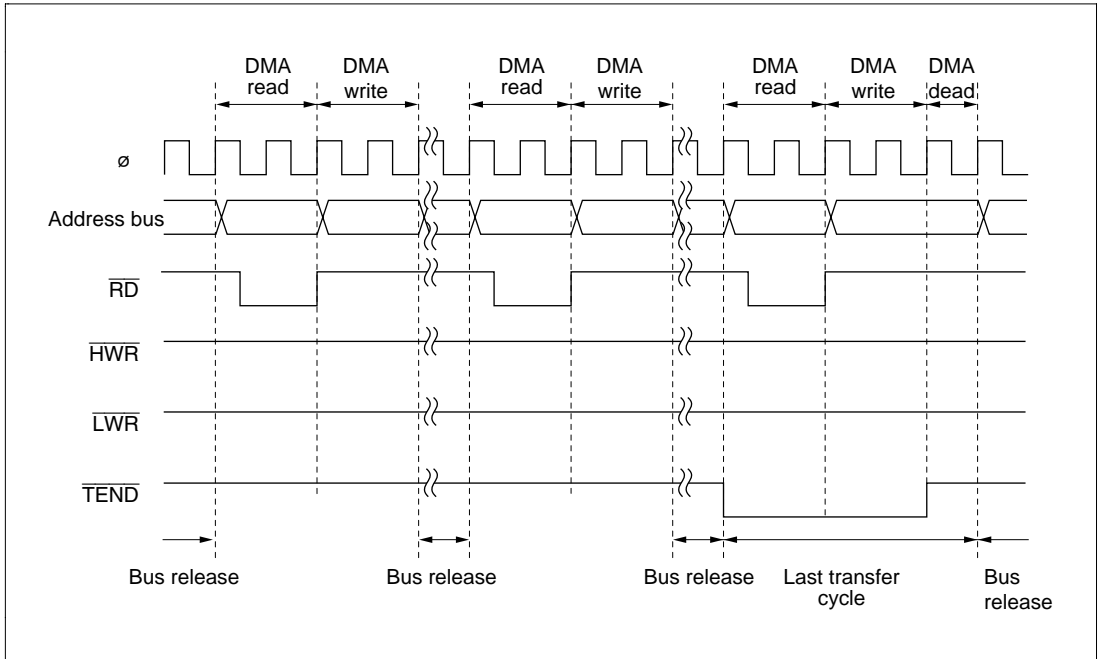 DMA read
DMA write
DMA read
DMA write
DMA read
DMA write
DMA dead
ø
Address bus
RD
HWR
LWR
TEND
Bus release
Bus release
Bus release
Last transfer cycle
Bus release